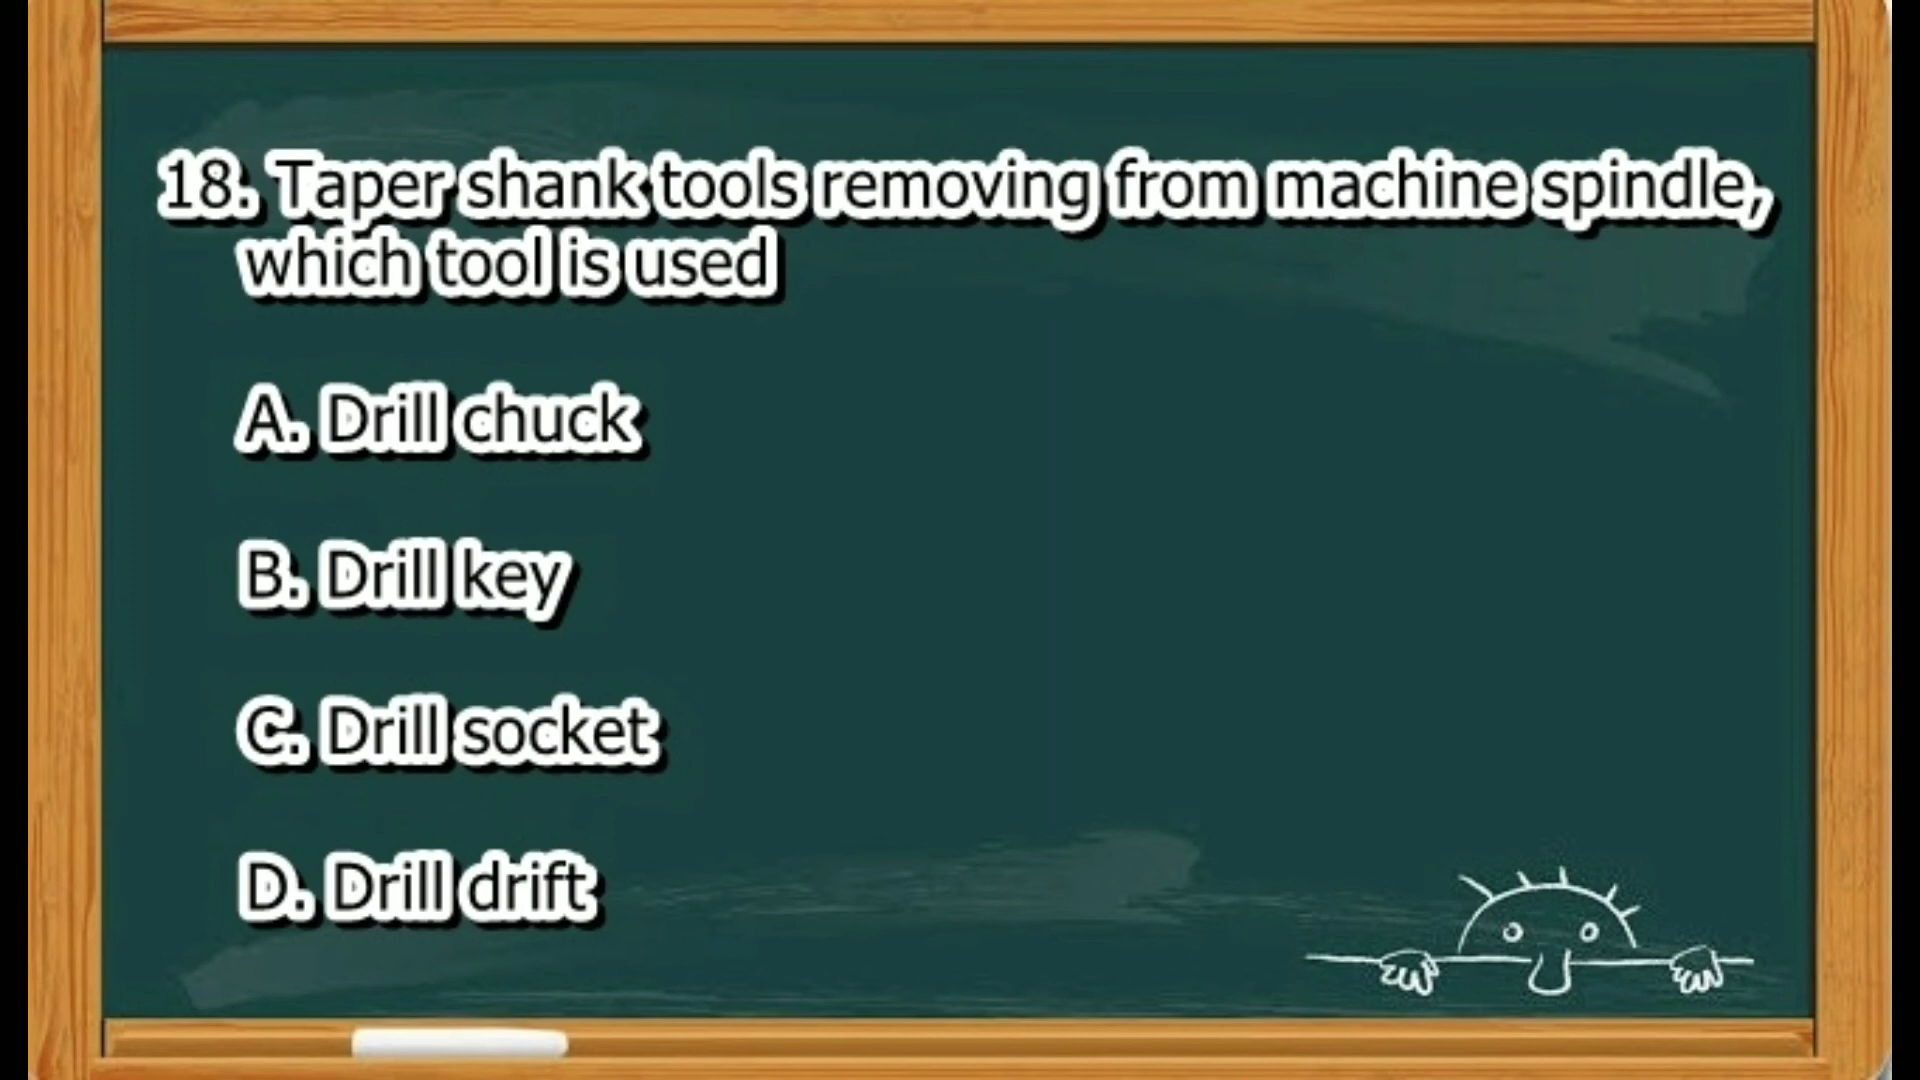 18. Taper shank tools removing from machine spindle,
which tool is used
A. Drill chuck
B. Drill key
C. Drill socket
D. Drill drift